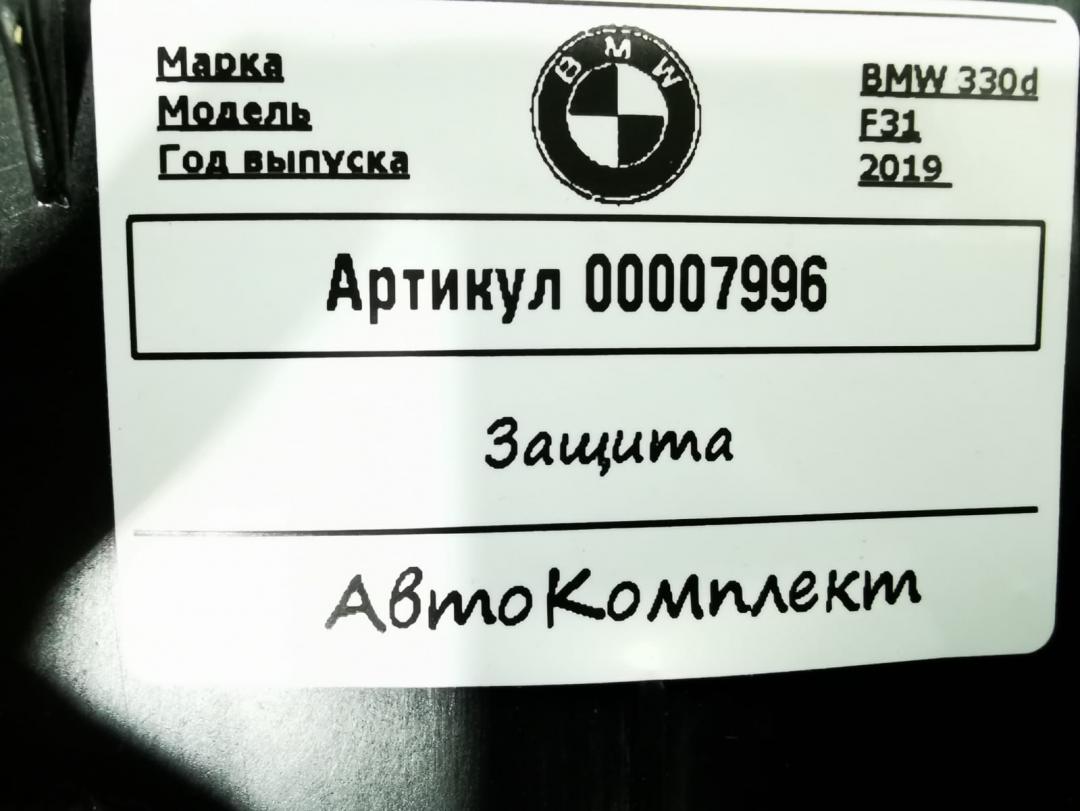 Марка
Модель
Год выпуска
BMW
BMW 330d
F31
2019
Артикул 00007996
Защита
АвтоКомплект